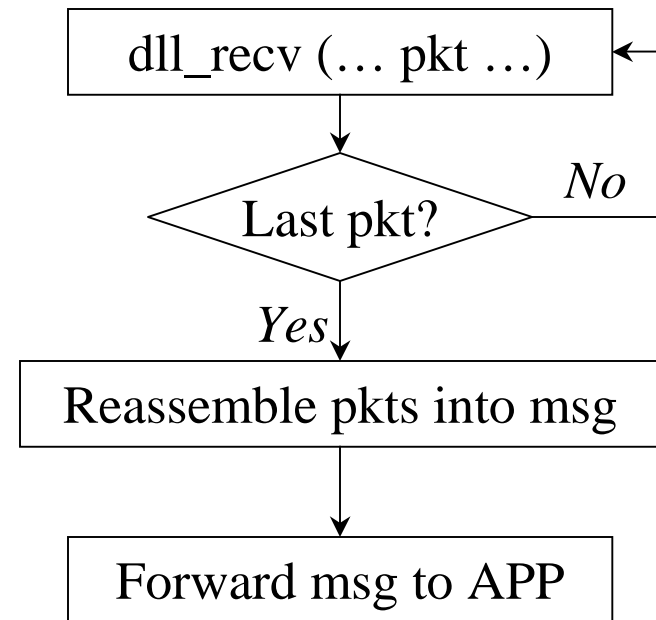 dll_recv (… pkt …)
No
Last pkt?
Yes
Reassemble pkts into msg
Forward msg to APP